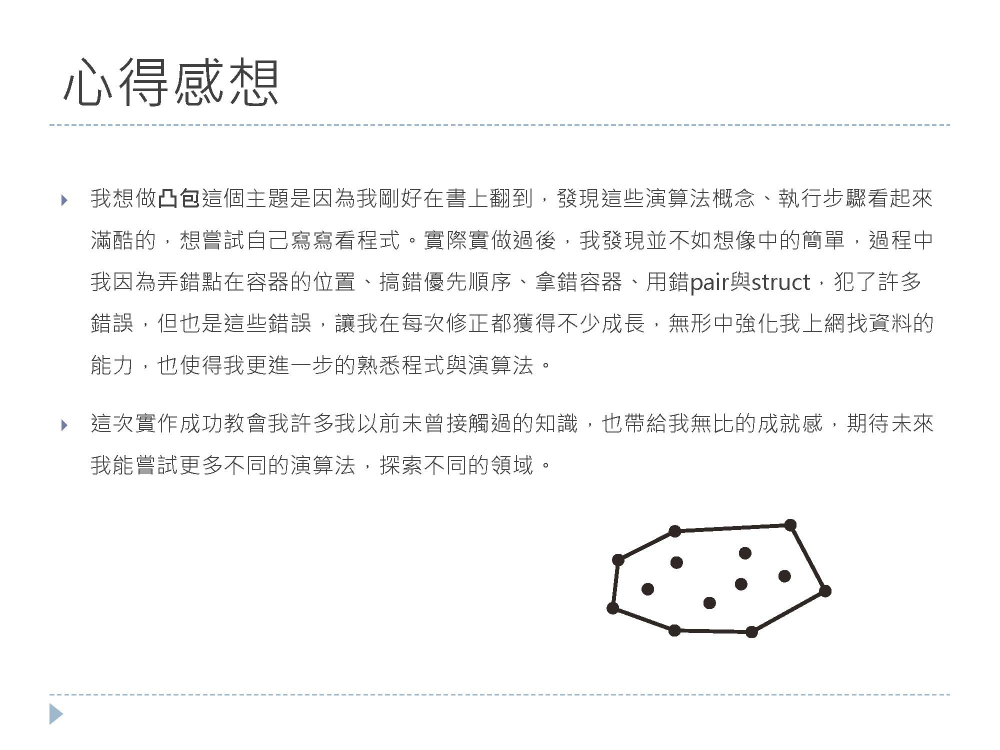 心得感想
我想做凸包這個主題是因為我剛好在書上翻到，發現這些演算法概念、執行步驟看起來
滿酷的，想嘗試自己寫寫看程式。實際實做過後，我發現並不如想像中的簡單，過程中
我因為弄錯點在容器的位置、搞錯優先順序、拿錯容器、用錯pair與struct，犯了許多
錯誤，但也是這些錯誤，讓我在每次修正都獲得不少成長，無形中強化我上網找資料的
能力，也使得我更進一步的熟悉程式與演算法。
這次實作成功教會我許多我以前未曾接觸過的知識，也帶給我無比的成就感，期待未來
我能嘗試更多不同的演算法，探索不同的領域。